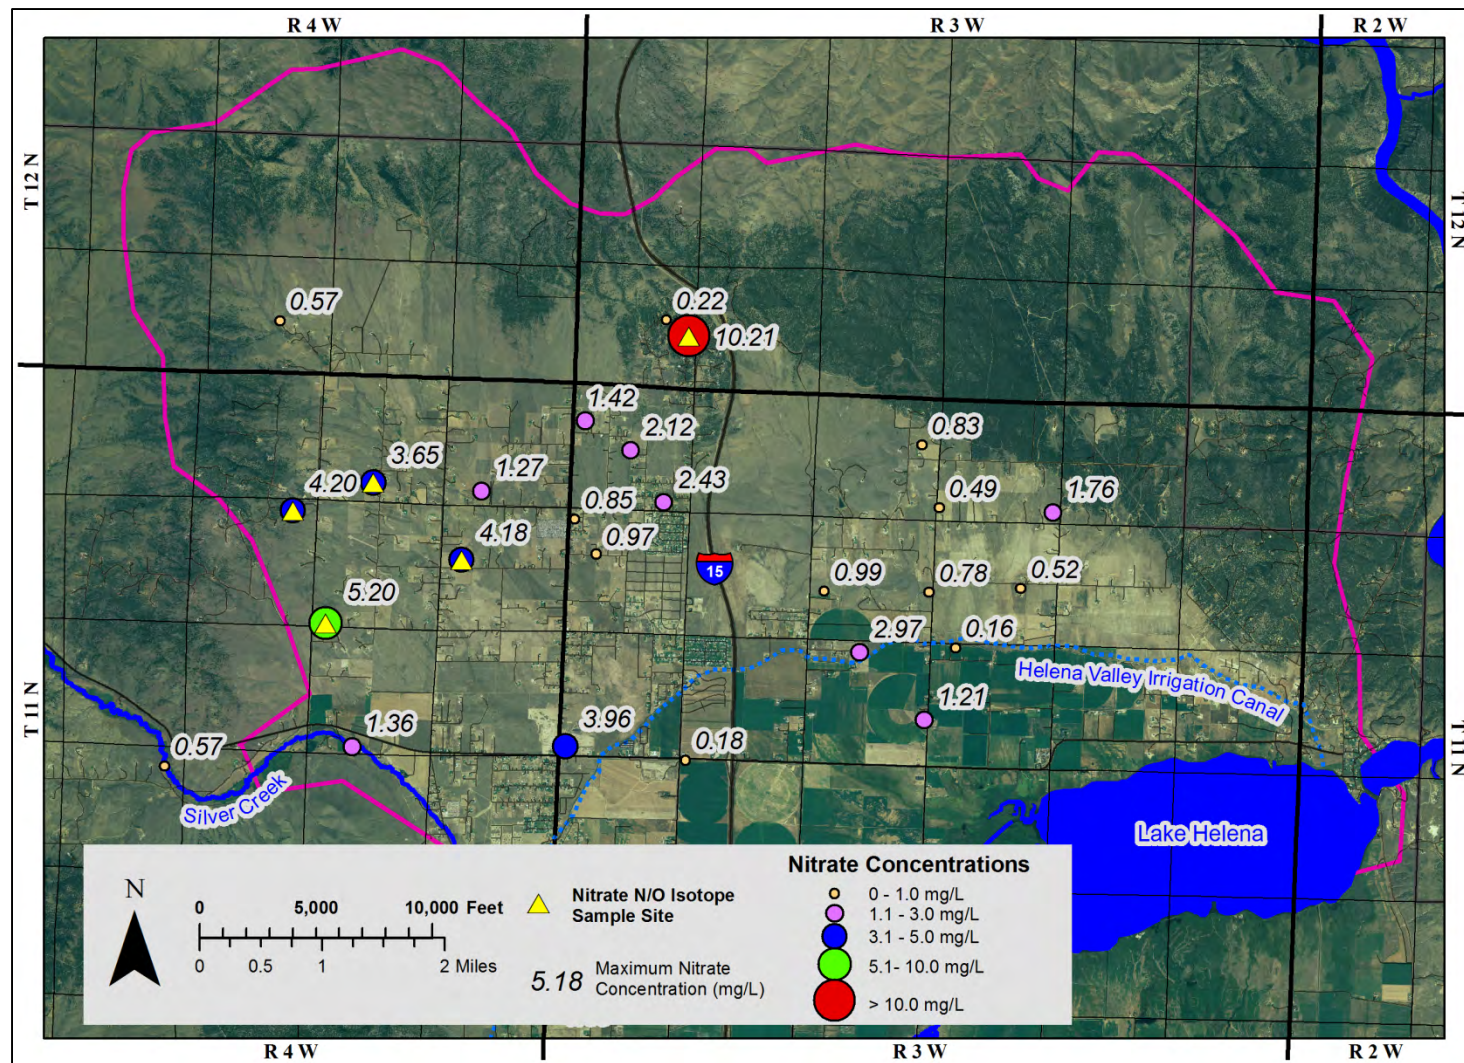 R 4 W
R 3 W
R 2 W
T 12 N
T 12 N
0.57
0.22
10.21
1.42
2.12
0.83
3.65
4.20
1.27
2.43
0.85
0.49
1.76
4.18
0.97
15
0.99
0.78
0.52
5.20
2.97
0.16
Helena Valley Irrigation Canal
T 11 N
T 11 N
1.21
0.57
1.36
3.96
0.18
Silver Creek
Lake Helena
N
0 5,000 10,000 Feet
0 0.5 1 2 Miles
Nitrate N/O Isotope
Sample Site
5.18
Maximum Nitrate
Concentration (mg/L)
Nitrate Concentrations
0 - 1.0 mg/L
1.1 - 3.0 mg/L
3.1 - 5.0 mg/L
5.1- 10.0 mg/L
> 10.0 mg/L
R 4 W
R 3 W
R 2 W